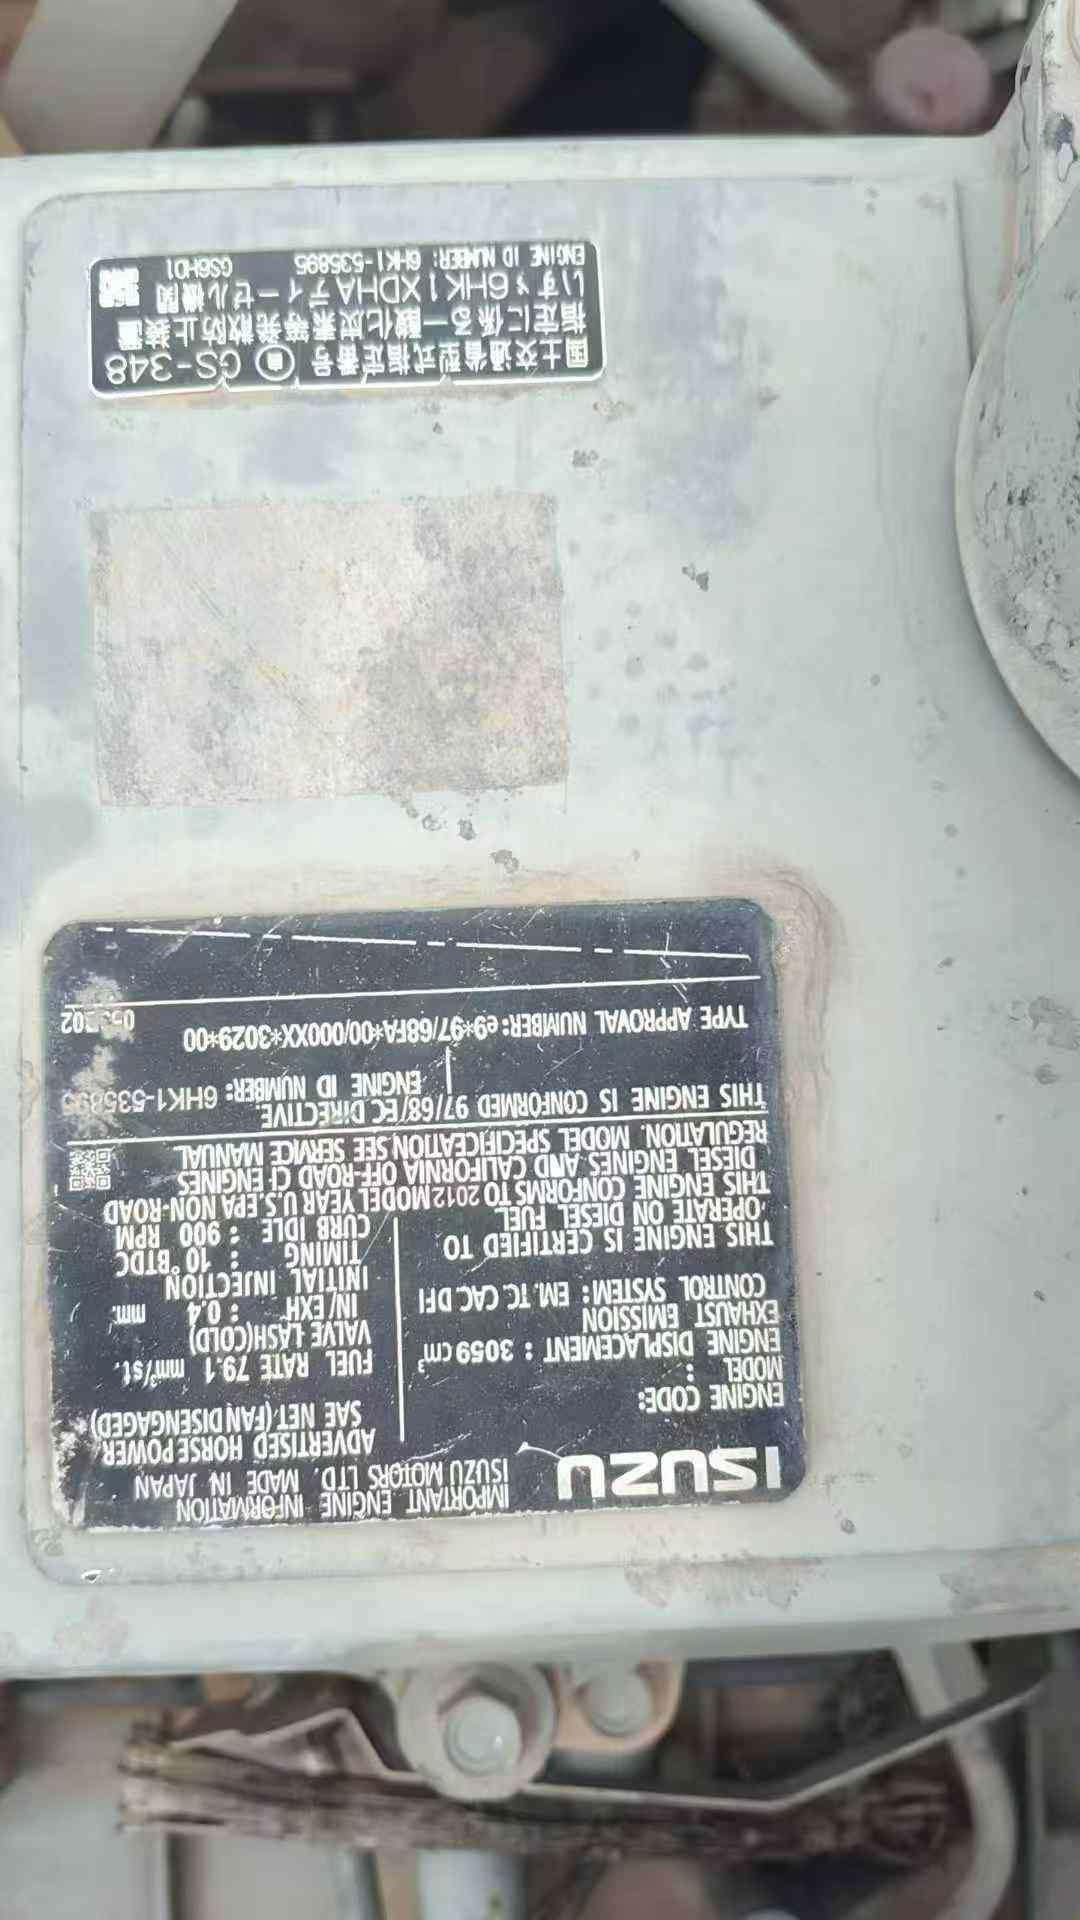 ISUZU
IMPORTANT ENGINE INFORMATION
ISUZU MOTORS LTD. MADE IN JAPAN
ENGINE CODE:
MODEL :
ENGINE DISPLACEMENT : 3059 cm³
EXHAUST EMISSION
CONTROL SYSTEM : EM. TC. CAC. DFI
THIS ENGINE IS CERTIFIED TO
OPERATE ON DIESEL FUEL
ADVERTISED HORSE POWER
SAE NET (FAN DISENGAGED)
FUEL RATE 79.1 mm³/st.
VALVE LASH(COLD)
IN/EXH : 0.4 mm.
INITIAL INJECTION
TIMING : 10° BTDC
CURB IDLE : 900 RPM
THIS ENGINE CONFORMS TO 2012 MODEL YEAR U.S. EPA NON-ROAD
DIESEL ENGINES AND CALIFORNIA OFF-ROAD CI ENGINES
REGULATION. MODEL SPECIFICATION SEE SERVICE MANUAL
THIS ENGINE IS CONFORMED 97/68/EC DIRECTIVE.
ENGINE ID NUMBER: 6HK1-535895
TYPE APPROVAL NUMBER: e9*97/68FA*00/000XX*3029*00
国土交通省型式指定番号 自 GS-348
指定に係る一酸化炭素等発散防止装置
いすゞ6HK1XDHAディーゼル機関
ENGINE ID NUMBER: 6HK1-535895 GS6HD1